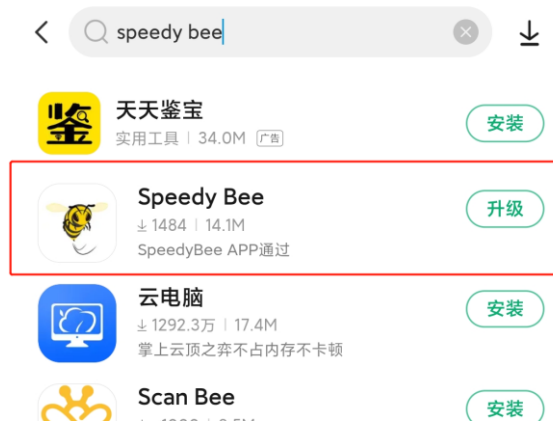 speedy bee
鉴
天天鉴宝
实用工具 | 34.0M 广告
安装
Speedy Bee
1484 | 14.1M
SpeedyBee APP通过
升级
云电脑
1292.3万 | 17.4M
掌上云顶之弈不占内存不卡顿
安装
Scan Bee
安装